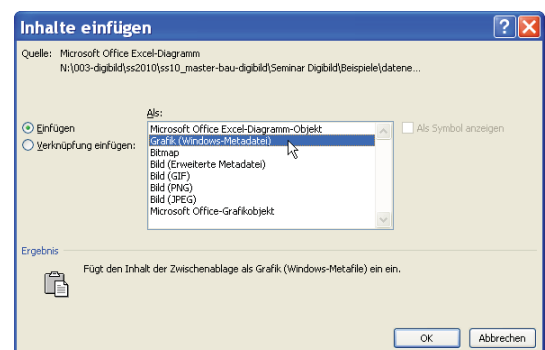 Inhalte einfügen
Quelle: Microsoft Office Excel-Diagramm
N:\003-digibild\ss2010\ss10_master-bau-digibild\Seminar Digibild\Beispiele\datene...
Als:
Einfügen
Verknüpfung einfügen:
Microsoft Office Excel-Diagramm-Objekt
Grafik (Windows-Metadatei)
Bitmap
Bild (Erweiterte Metadatei)
Bild (GIF)
Bild (PNG)
Bild (JPEG)
Microsoft Office-Grafikobjekt
Als Symbol anzeigen
Ergebnis
Fügt den Inhalt der Zwischenablage als Grafik (Windows-Metafile) ein ein.
OK Abbrechen